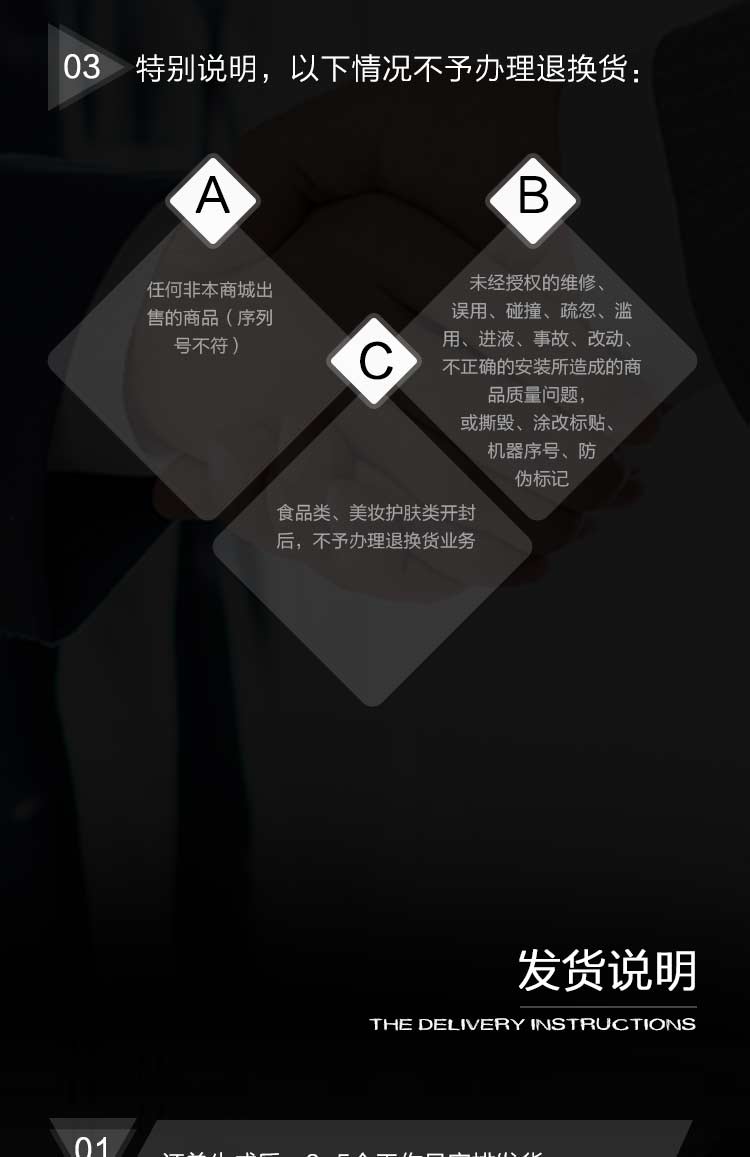 03
特别说明，以下情况不予办理退换货：
A
任何非本商城出
售的商品（序列
号不符）
B
未经授权的维修、
误用、碰撞、疏忽、滥
用、进液、事故、改动、
不正确的安装所造成的商
品质量问题，
或撕毁、涂改标贴、
机器序号、防
伪标记
C
食品类、美妆护肤类开封
后，不予办理退换货业务
发货说明
THE DELIVERY INSTRUCTIONS
01